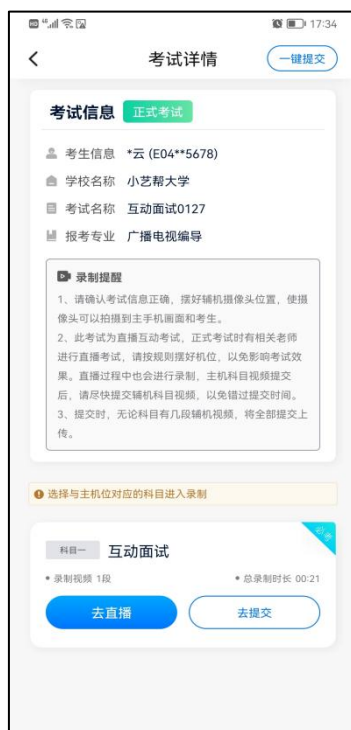 17:34
考试详情
一键提交
考试信息 正式考试
考生信息 *云 (E04**5678)
学校名称 小艺帮大学
考试名称 互动面试0127
报考专业 广播电视编导
录制提醒
1、请确认考试信息正确，摆好辅机摄像头位置，使摄
像头可以拍摄到主手机画面和考生。
2、此考试为直播互动考试，正式考试时有相关老师
进行直播考试，请按规则摆好机位，以免影响考试效
果。直播过程中也会进行录制，主机科目视频提交
后，请尽快提交辅机科目视频，以免错过提交时间。
3、提交时，无论科目有几段辅机视频，将全部提交上
传。
选择与主机位对应的科目进入录制
必考
科目一 互动面试
• 录制视频 1段 • 总录制时长 00:21
去直播 去提交